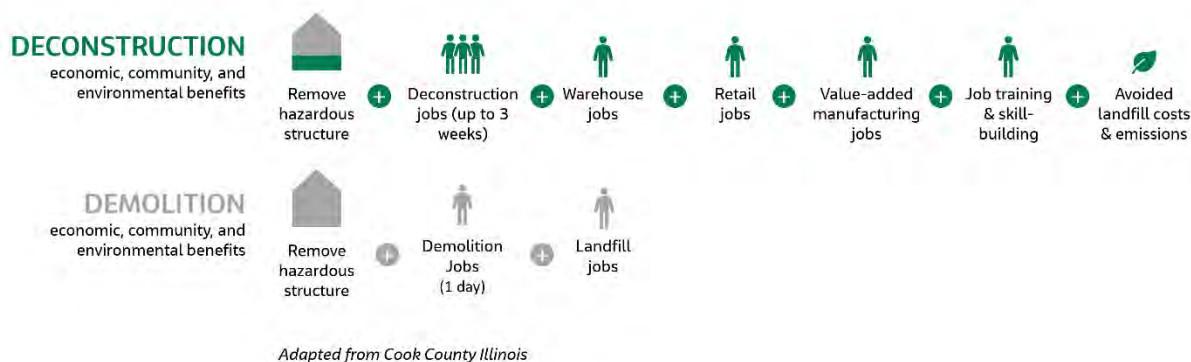 DECONSTRUCTION
economic, community, and
environmental benefits
Remove
hazardous
structure
+
Deconstruction
jobs (up to 3
weeks)
+
Warehouse
jobs
+
Retail
jobs
+
Value-added
manufacturing
jobs
+
Job training
& skill-
building
+
Avoided
landfill costs
& emissions
DEMOLITION
economic, community, and
environmental benefits
Remove
hazardous
structure
+
Demolition
Jobs
(1 day)
+
Landfill
jobs
Adapted from Cook County Illinois